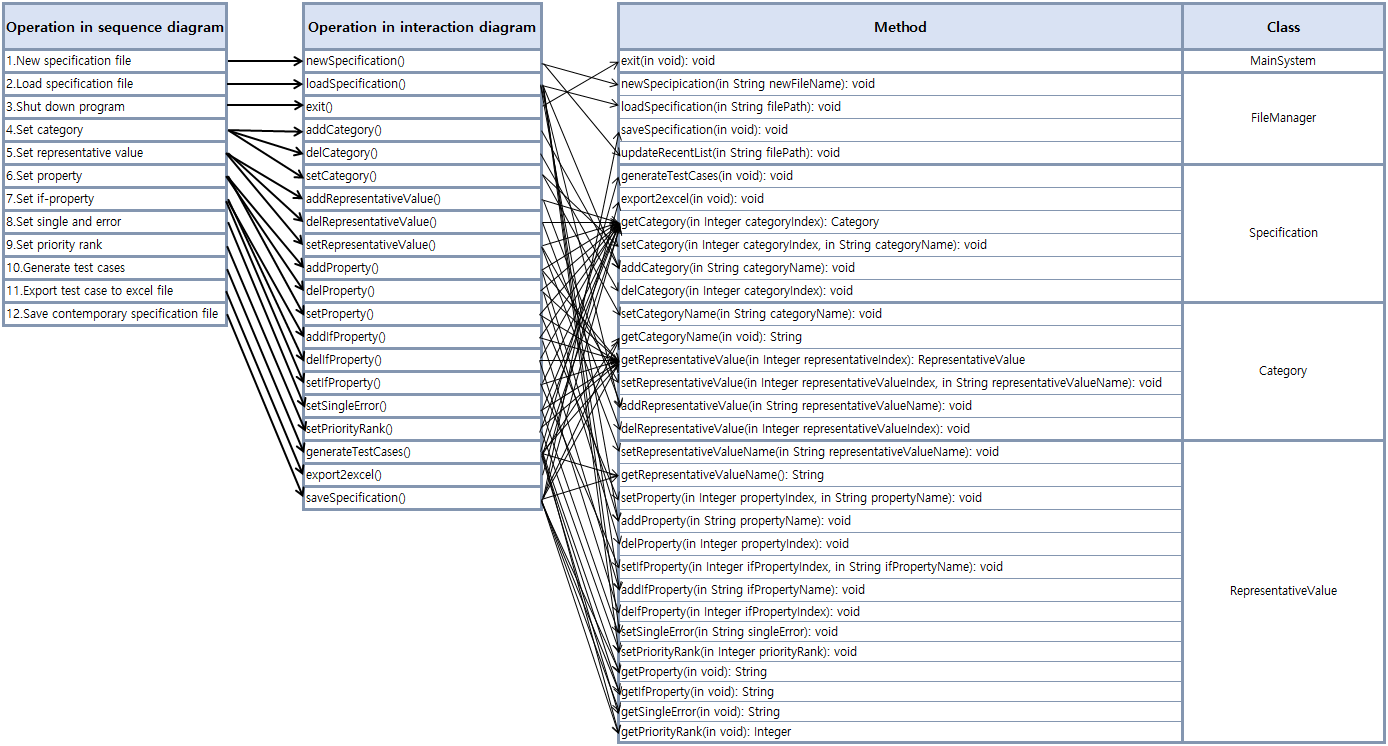 Operation in sequence diagram
1.New specification file
2.Load specification file
3.Shut down program
4.Set category
5.Set representative value
6.Set property
7.Set if-property
8.Set single and error
9.Set priority rank
10.Generate test cases
11.Export test case to excel file
12.Save contemporary specification file
Operation in interaction diagram
newSpecification()
loadSpecification()
exit()
addCategory()
delCategory()
setCategory()
addRepresentativeValue()
delRepresentativeValue()
setRepresentativeValue()
addProperty()
delProperty()
setProperty()
addIfProperty()
delIfProperty()
setIfProperty()
setSingleError()
setPriorityRank()
generateTestCases()
export2excel()
saveSpecification()
Method
exit(in void): void
newSpecipication(in String newFileName): void
loadSpecification(in String filePath): void
saveSpecification(in void): void
updateRecentList(in String filePath): void
generateTestCases(in void): void
export2excel(in void): void
getCategory(in Integer categoryIndex): Category
setCategory(in Integer categoryIndex, in String categoryName): void
addCategory(in String categoryName): void
delCategory(in Integer categoryIndex): void
setCategoryName(in String categoryName): void
getCategoryName(in void): String
getRepresentativeValue(in Integer representativeIndex): RepresentativeValue
setRepresentativeValue(in Integer representativeValueIndex, in String representativeValueName): void
addRepresentativeValue(in String representativeValueName): void
delRepresentativeValue(in Integer representativeValueIndex): void
setRepresentativeValueName(in String representativeValueName): void
getRepresentativeValueName(): String
setProperty(in Integer propertyIndex, in String propertyName): void
addProperty(in String propertyName): void
delProperty(in Integer propertyIndex): void
setIfProperty(in Integer ifPropertyIndex, in String ifPropertyName): void
addIfProperty(in String ifPropertyName): void
delfProperty(in Integer ifPropertyIndex): void
setSingleError(in String singleError): void
setPriorityRank(in Integer priorityRank): void
getProperty(in void): String
getIfProperty(in void): String
getSingleError(in void): String
getPriorityRank(in void): Integer
Class
MainSystem
FileManager
Specification
Category
RepresentativeValue